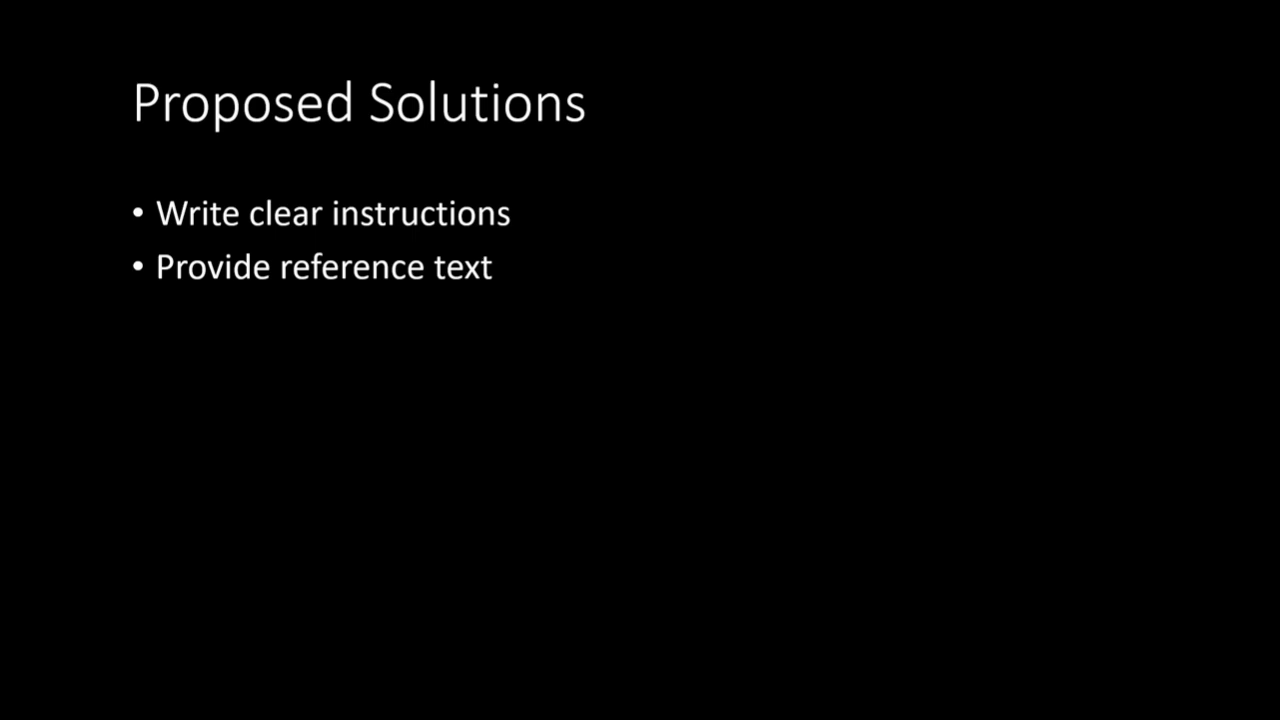 Proposed Solutions
• Write clear instructions
• Provide reference text